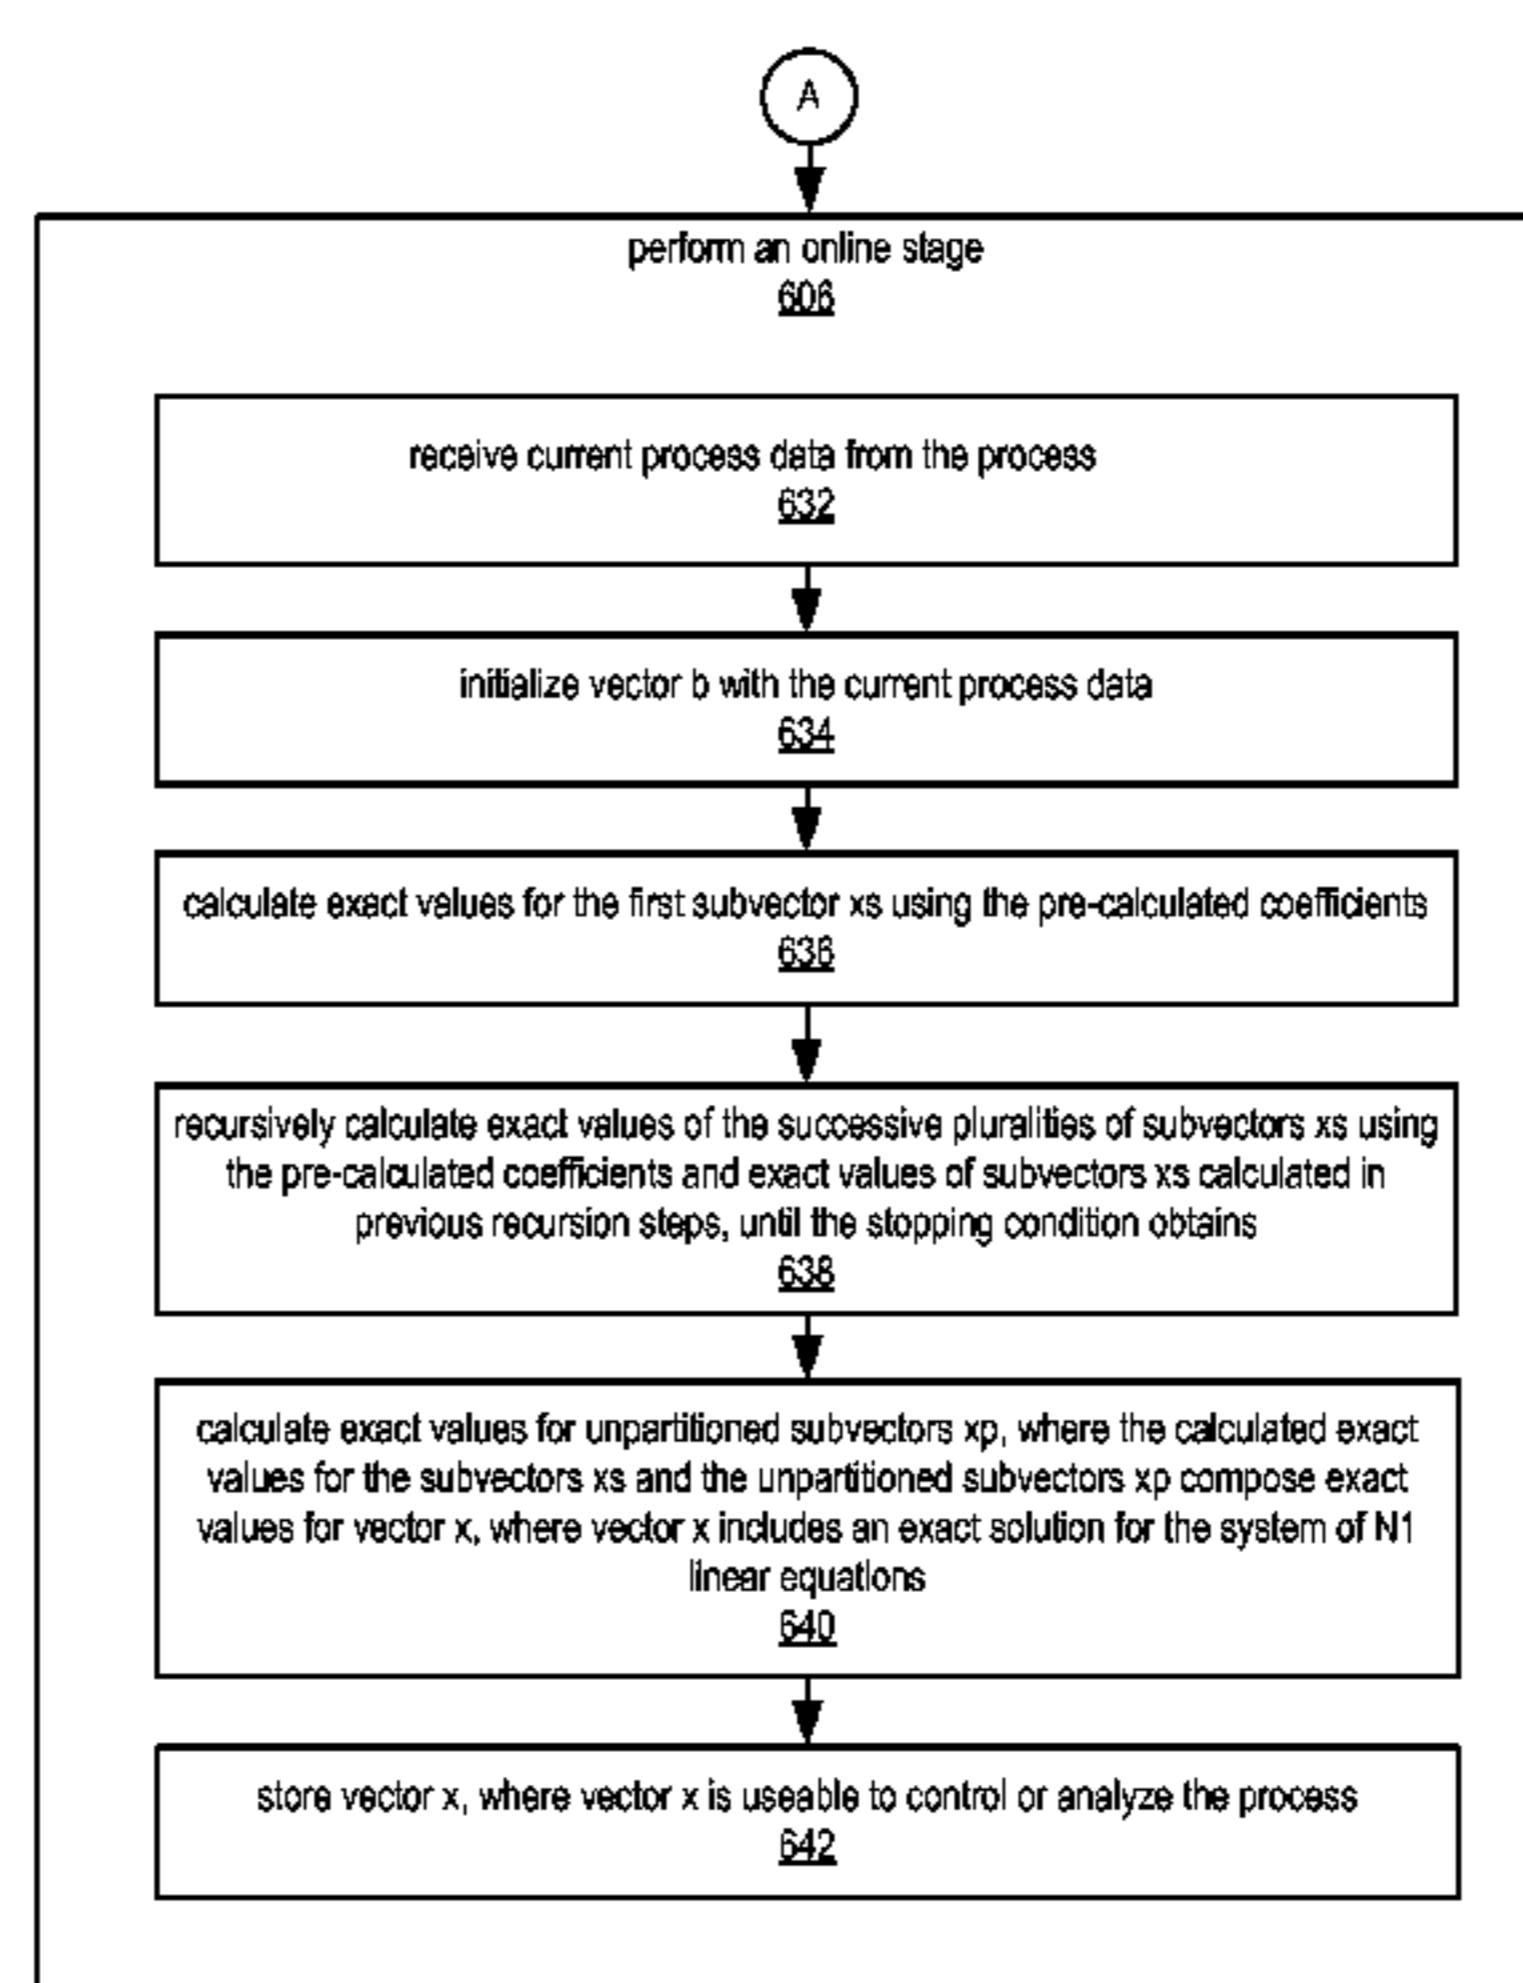 A
perform an online stage
606
receive current process data from the process
632
initialize vector b with the current process data
634
calculate exact values for the first subvector xs using the pre-calculated coefficients
636
recursively calculate exact values of the successive pluralities of subvectors xs using
the pre-calculated coefficients and exact values of subvectors xs calculated in
previous recursion steps, until the stopping condition obtains
638
calculate exact values for unpartitioned subvectors xp, where the calculated exact
values for the subvectors xs and the unpartitioned subvectors xp compose exact
values for vector x, where vector x includes an exact solution for the system of N1
linear equations
640
store vector x, where vector x is useable to control or analyze the process
642